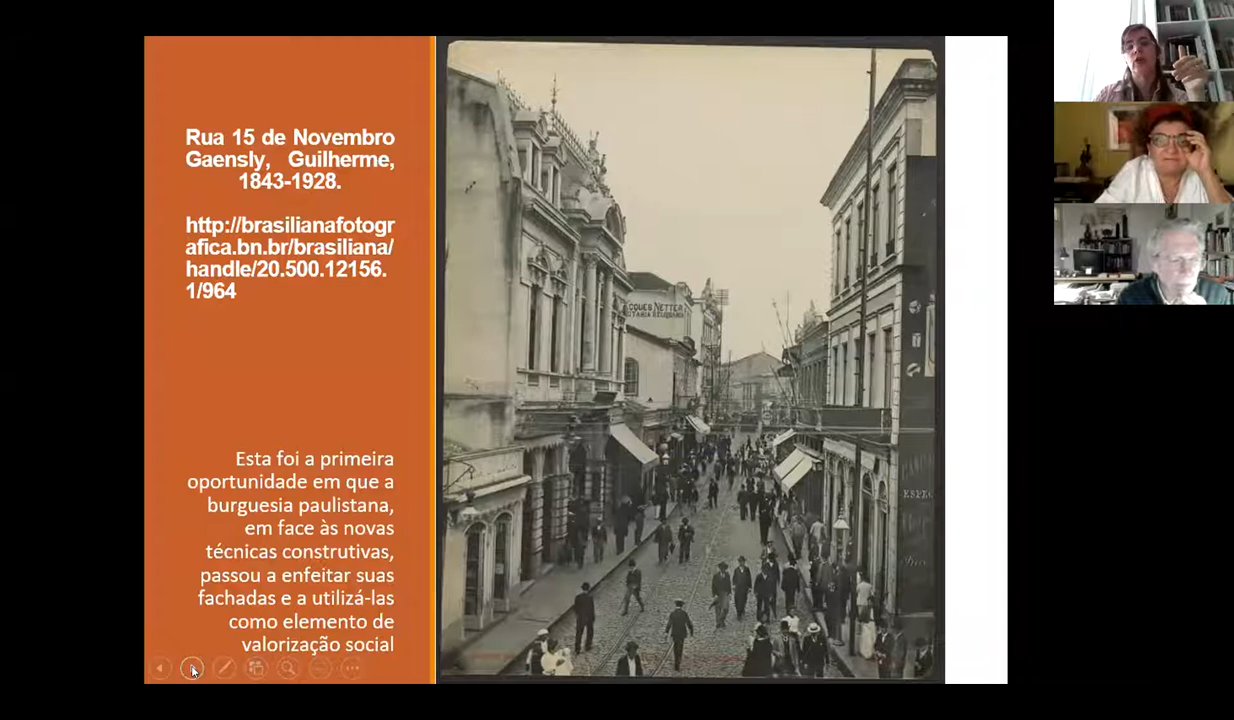 Rua 15 de Novembro
Gaensly, Guilherme,
1843-1928.
http://brasilianafotogr
afica.bn.br/brasiliana/
handle/20.500.12156.
1/964
Esta foi a primeira
oportunidade em que a
burguesia paulistana,
em face às novas
técnicas construtivas,
passou a enfeitar suas
fachadas e a utilizá-las
como elemento de
valorização social
CQUES NETTER
ESPEC